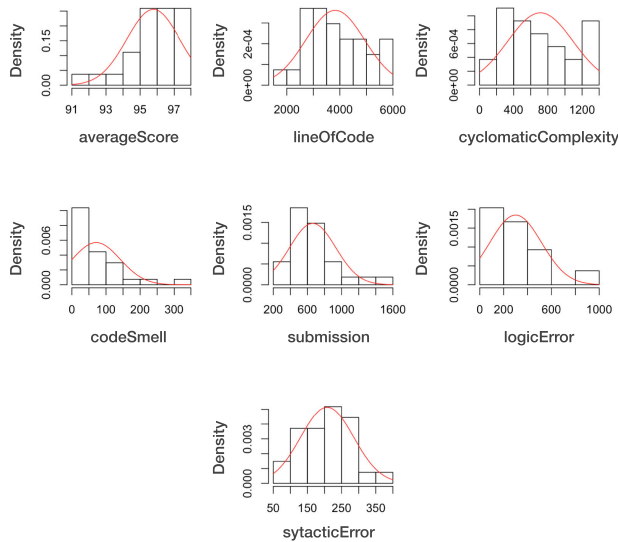 Density
0.00 0.15
91 93 95 97
averageScore
Density
0e+00 2e-04
2000 4000 6000
lineOfCode
Density
0e+00 6e-04
0 400 800 1200
cyclomaticComplexity
Density
0.000 0.006
0 100 200 300
codeSmell
Density
0.0000 0.0015
200 600 1000 1600
submission
Density
0.0000 0.0015
0 200 600 1000
logicError
Density
0.000 0.003
50 150 250 350
sytacticError